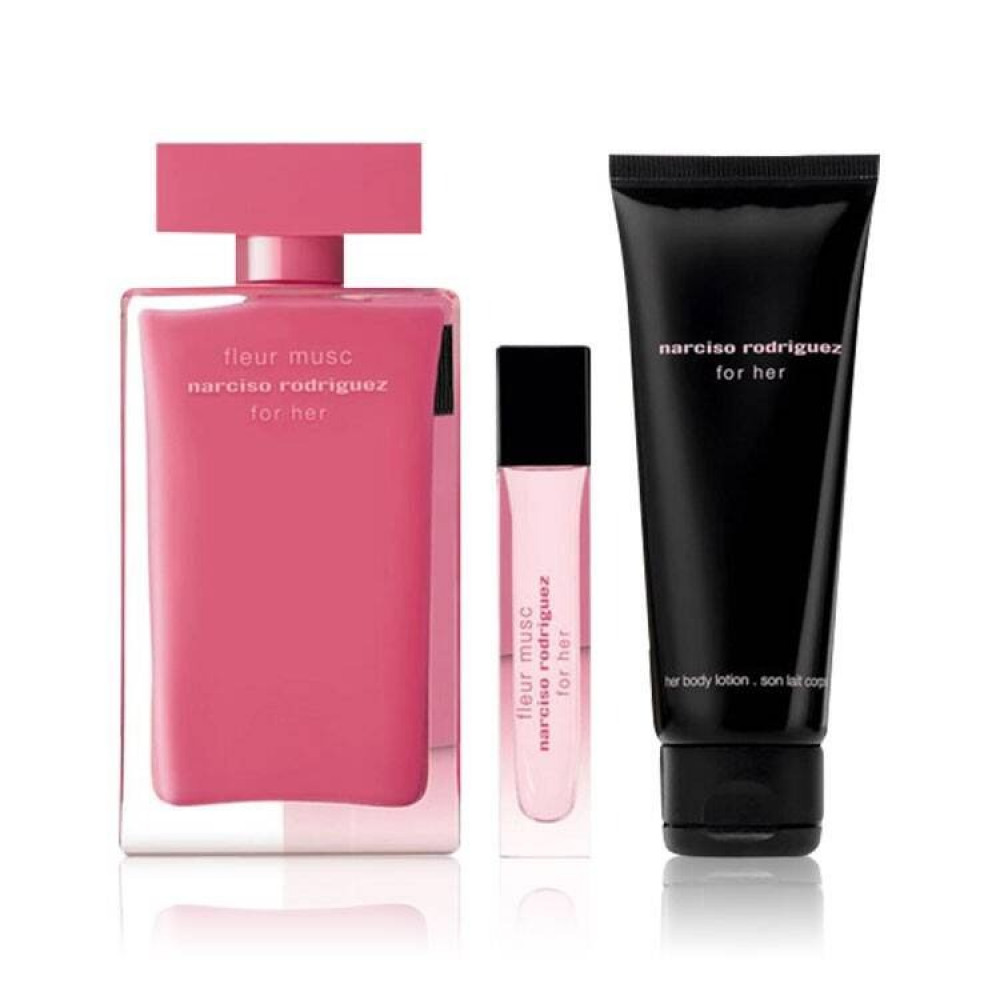 fleur musc
narciso rodriguez
for her
fleur musc
narciso rodriguez
for her
narciso rodriguez
for her
her body lotion . son lait corps